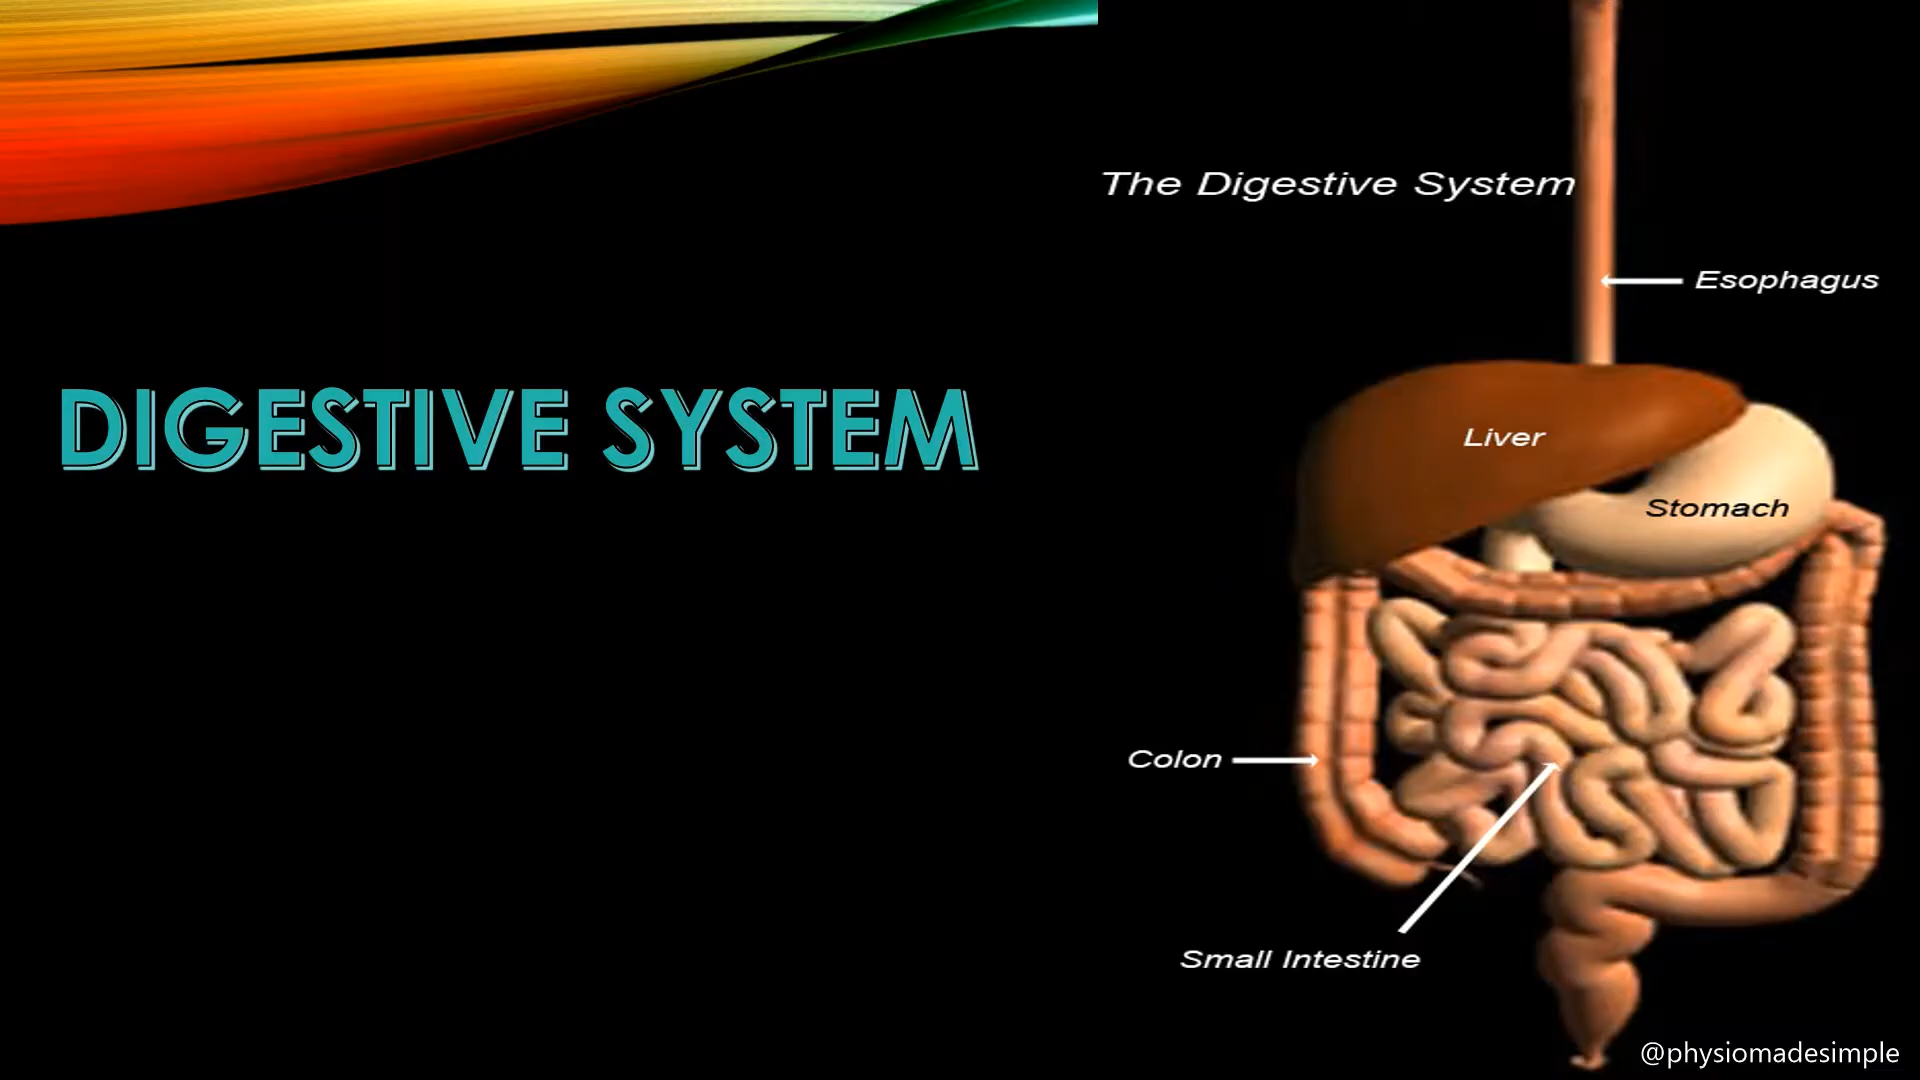 DIGESTIVE SYSTEM
The Digestive System
Esophagus
Liver
Stomach
Colon
Small Intestine
@physiomadesimple